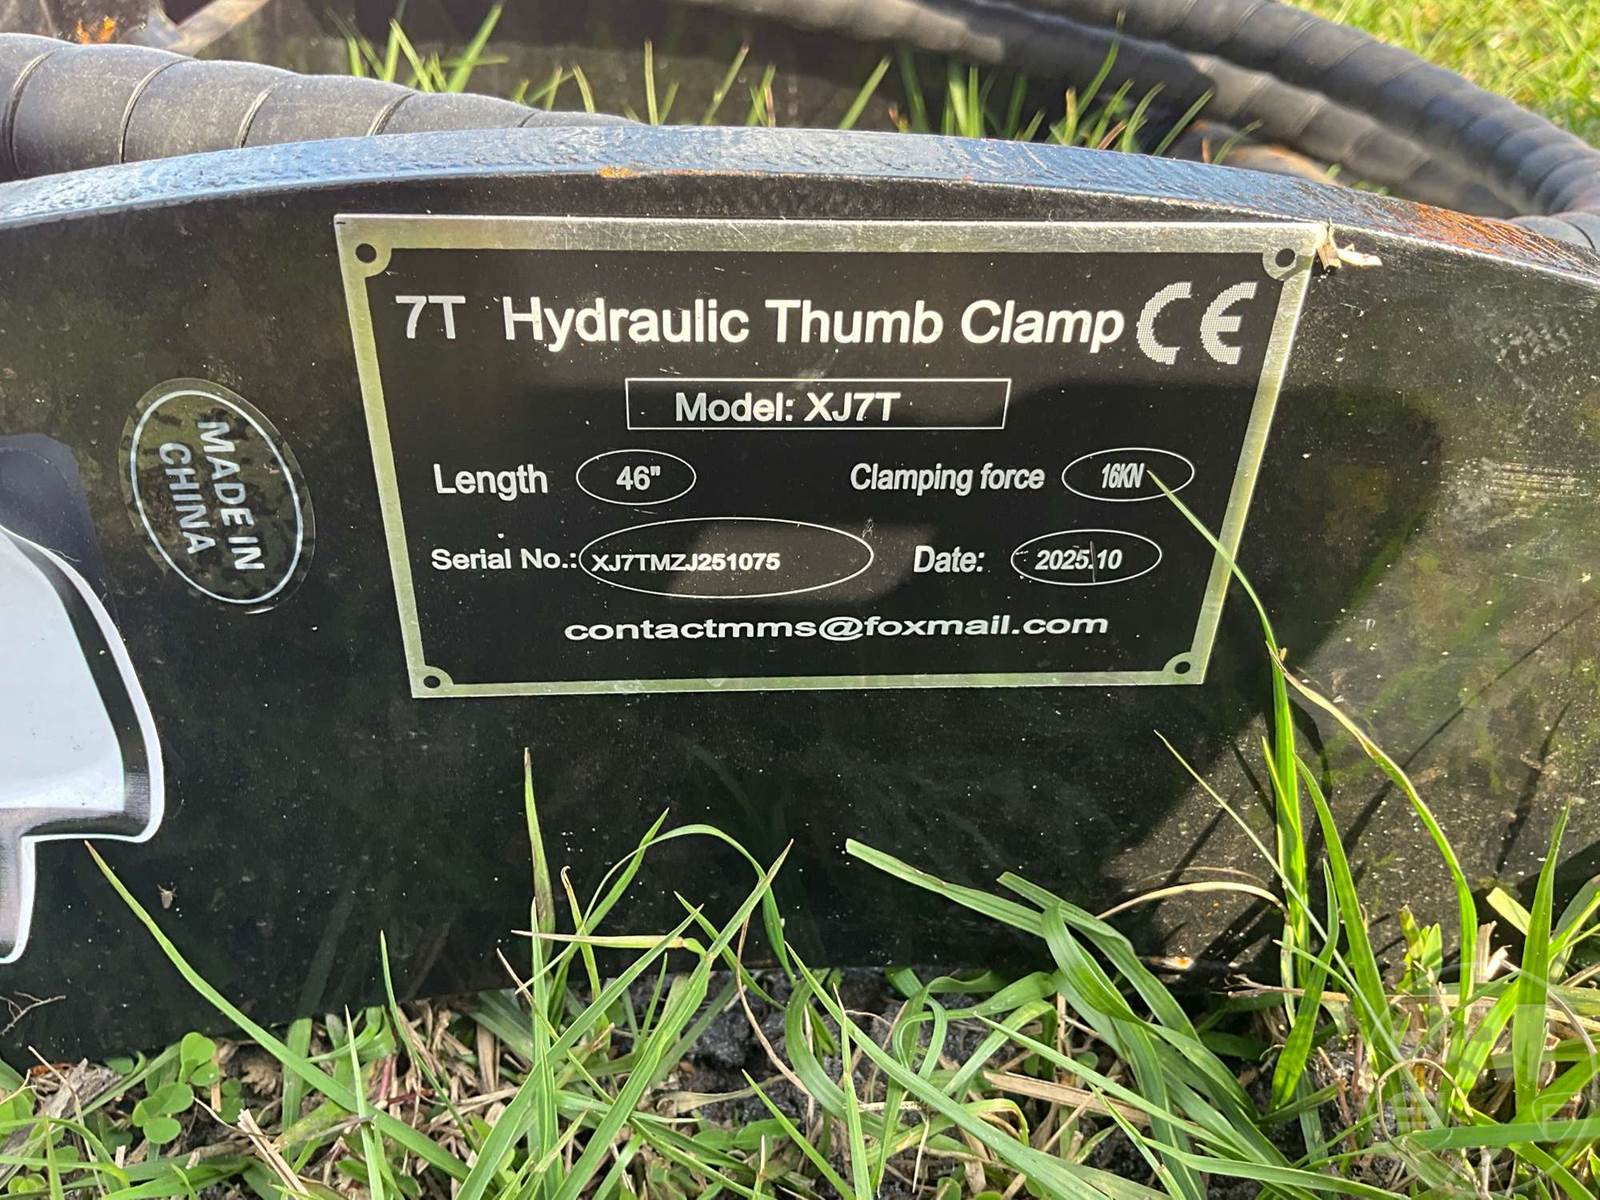 7T Hydraulic Thumb Clamp CE
Model: XJ7T
Length 46"
Clamping force 16KN
Serial No.: XJ7TMZJ251075
Date: 2025.10
contactmms@foxmail.com
MADE IN
CHINA